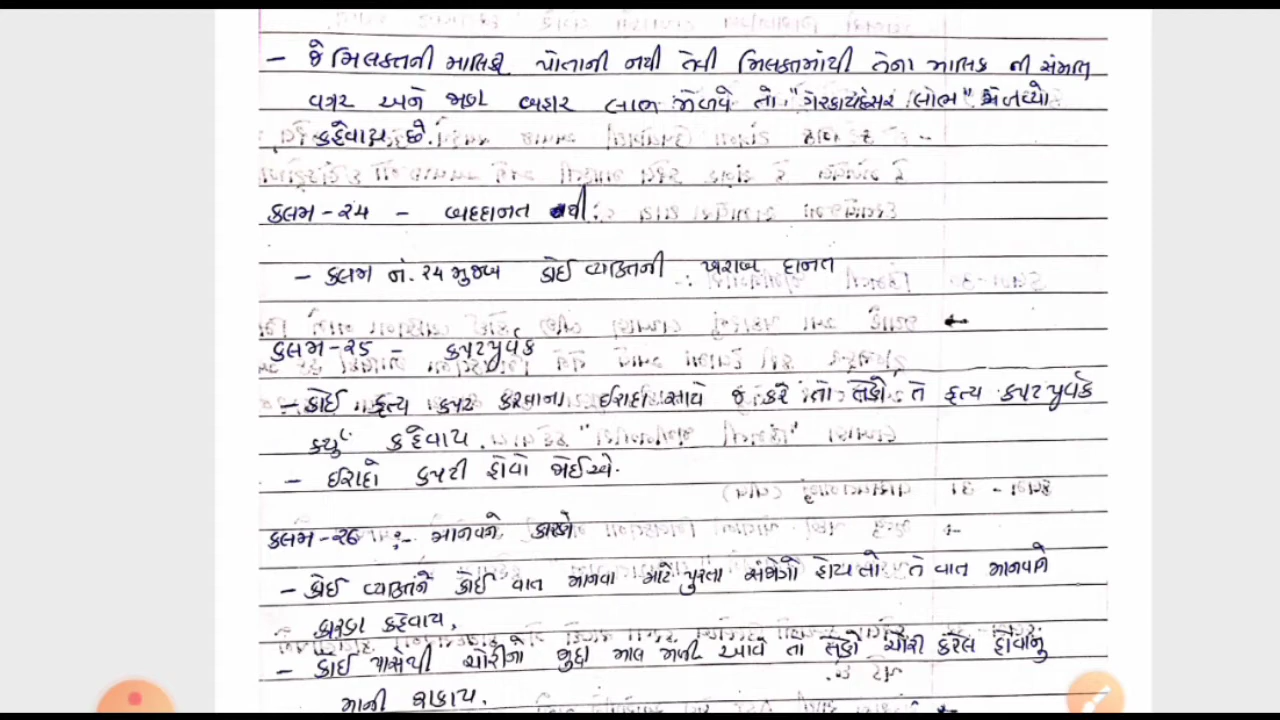 - જે મિલકતની માલિક પોતાની નથી તેવી મિલકતમાંથી તેના માલિક ની સંમતિ
વગર અને જાણ બહાર લાભ મેળવે તો "ગેરકાયદેસર લાભ" મેળવ્યો
કહેવાય છે.
કલમ-૨૪ - બદદાનત થી:
- કલમ નં. ૨૪ મુજબ કોઈ વ્યક્તિની ખરાબ દાનત
કલમ-૨૫ - કપટપુર્વક
- કોઈ કૃત્ય કપટ કરવાના ઈરાદા સાથે જ કરે તો તેણે તે કૃત્ય કપટપુર્વક
કર્યું કહેવાય.
- ઈરાદો કપટી હોવો જોઈએ.
કલમ-૨૬ :- માનવાને કારણ
- કોઈ વ્યક્તિને કોઈ વાત માનવા માટે પુરતા સંજોગો હોય તો તે વાત માનવાને
કારણ કહેવાય.
- કોઈ પાસેથી ચોરીનો મુદ્દા માલ મળી આવે તો તેણે ચોરી કરેલ હોવાનું
માની શકાય.